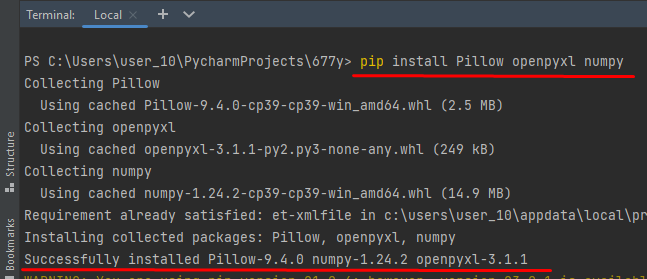 Terminal: Local × +
PS C:\Users\user_10\PycharmProjects\677y> pip install Pillow openpyxl numpy
Collecting Pillow
Using cached Pillow-9.4.0-cp39-cp39-win_amd64.whl (2.5 MB)
Collecting openpyxl
Using cached openpyxl-3.1.1-py2.py3-none-any.whl (249 kB)
Collecting numpy
Using cached numpy-1.24.2-cp39-cp39-win_amd64.whl (14.9 MB)
Requirement already satisfied: et-xmlfile in c:\users\user_10\appdata\local\pr
Installing collected packages: Pillow, openpyxl, numpy
Successfully installed Pillow-9.4.0 numpy-1.24.2 openpyxl-3.1.1
Structure
Bookmarks